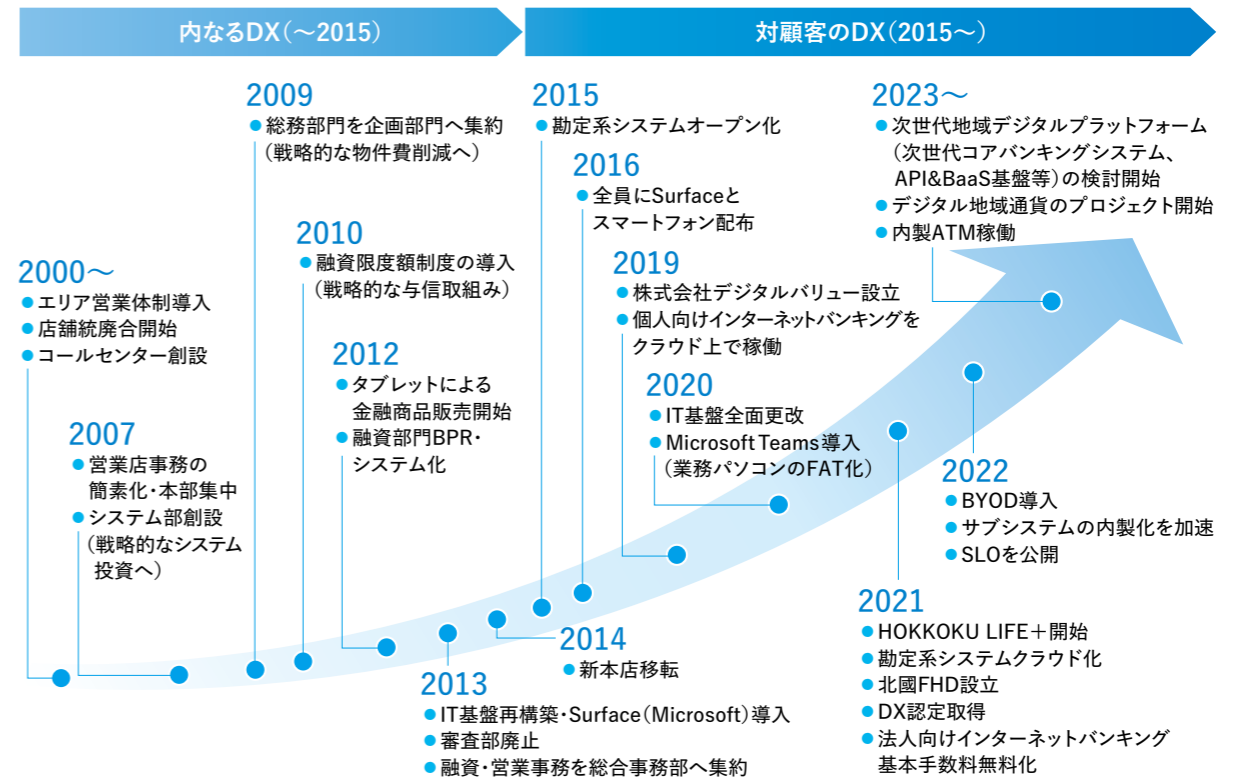 内なるDX(～2015)
対顧客のDX(2015～)
2000～
●エリア営業体制導入
●店舗統廃合開始
●コールセンター創設
2007
●営業店事務の
簡素化・本部集中
●システム部創設
(戦略的なシステム
投資へ)
2009
●総務部門を企画部門へ集約
(戦略的な物件費削減へ)
2010
●融資限度額制度の導入
(戦略的な与信取組み)
2012
●タブレットによる
金融商品販売開始
●融資部門BPR・
システム化
2013
●IT基盤再構築・Surface(Microsoft)導入
●審査部廃止
●融資・営業事務を総合事務部へ集約
2014
●新本店移転
2015
●勘定系システムオープン化
2016
●全員にSurfaceと
スマートフォン配布
2019
●株式会社デジタルバリュー設立
●個人向けインターネットバンキングを
クラウド上で稼働
2020
●IT基盤全面更改
●Microsoft Teams導入
(業務パソコンのFAT化)
2021
●HOKKOKU LIFE＋開始
●勘定系システムクラウド化
●北國FHD設立
●DX認定取得
●法人向けインターネットバンキング
基本手数料無料化
2022
●BYOD導入
●サブシステムの内製化を加速
●SLOを公開
2023～
●次世代地域デジタルプラットフォーム
(次世代コアバンキングシステム、
API&BaaS基盤等)の検討開始
●デジタル地域通貨のプロジェクト開始
●内製ATM稼働